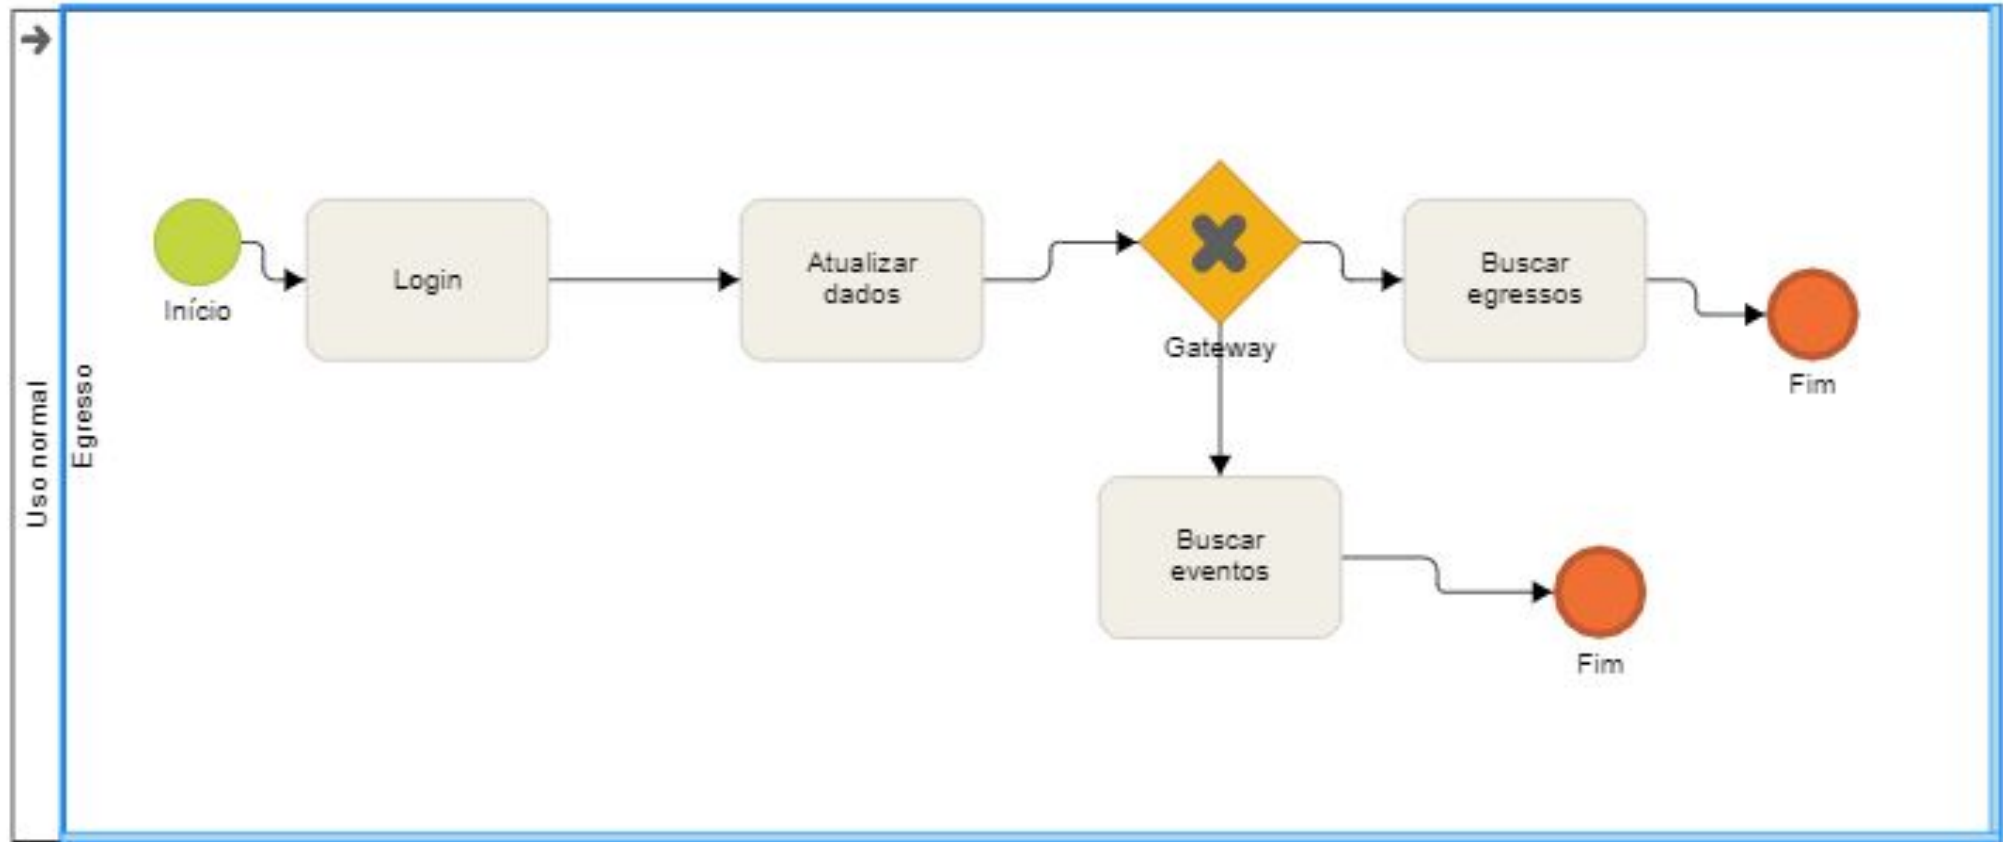 Uso normal
Egresso
Início
Login
Atualizar
dados
Gateway
Buscar
egressos
Fim
Buscar
eventos
Fim